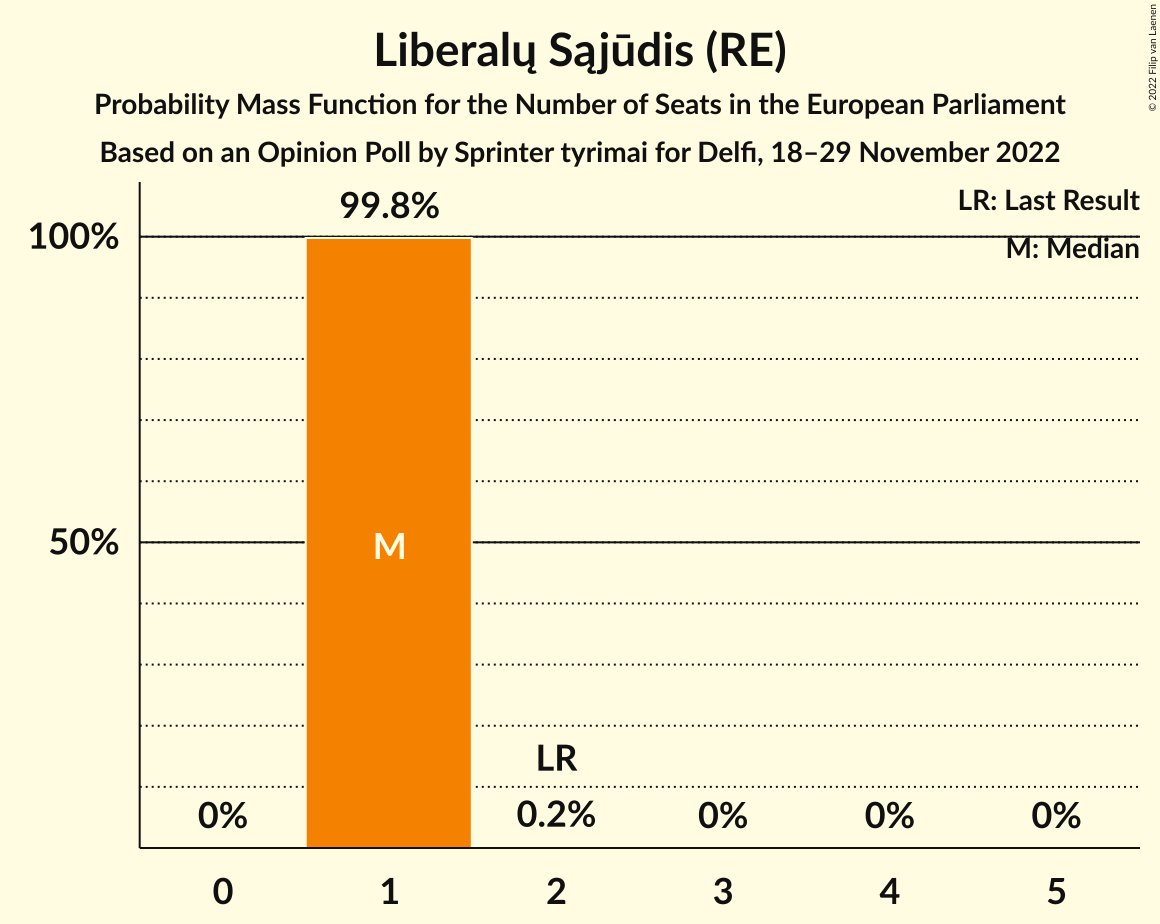 Liberalų Sąjūdis (RE)
Probability Mass Function for the Number of Seats in the European Parliament
Based on an Opinion Poll by Sprinter tyrimai for Delfi, 18–29 November 2022
© 2022 Filip van Laenen
LR: Last Result
M: Median
99.8%
100%
50%
M
LR
0%
0.2%
0%
0%
0%
0
1
2
3
4
5